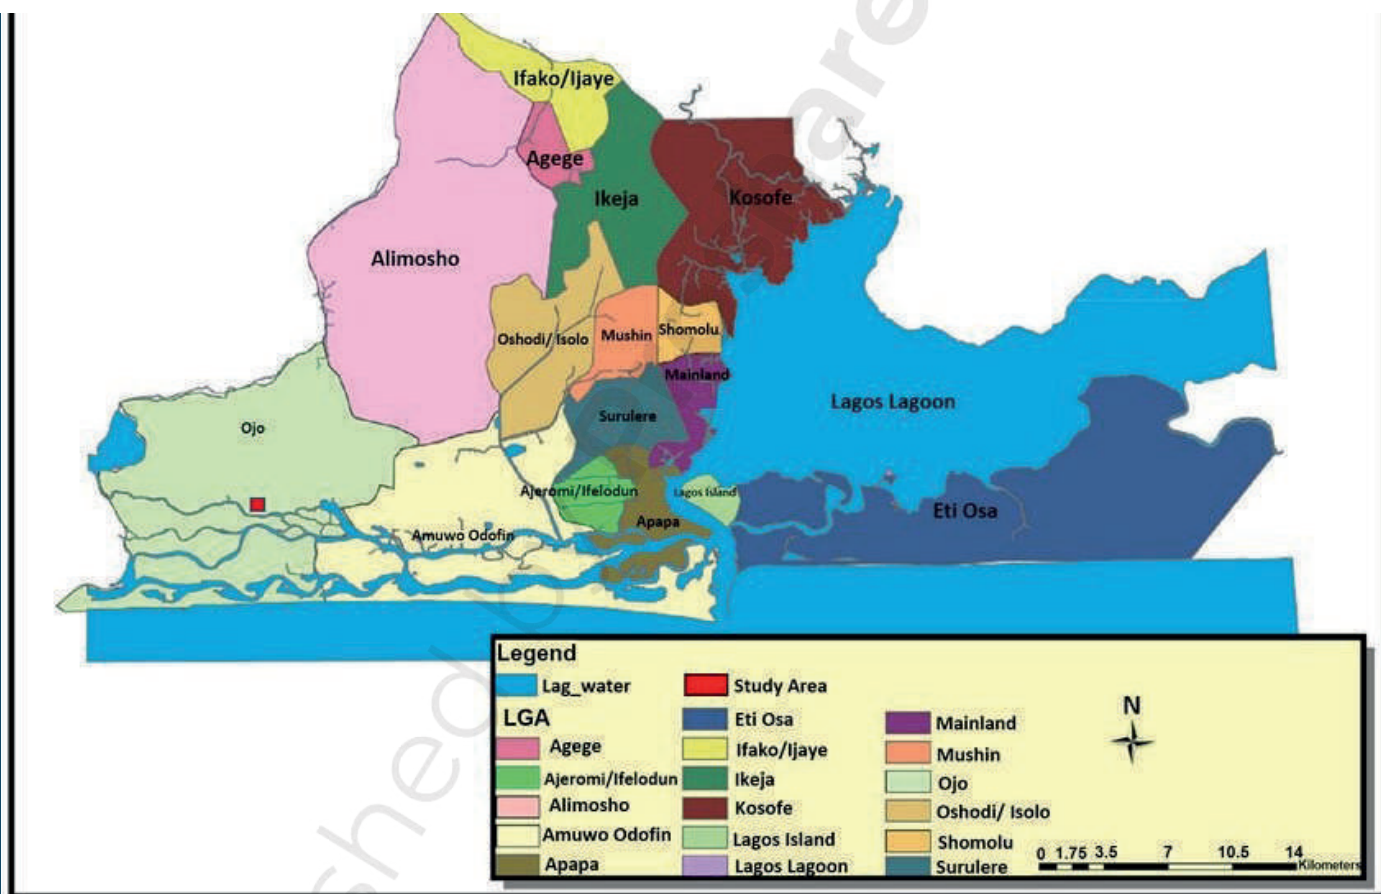 Ifako/Ijaye
Agege
Ikeja
Kosofe
Alimosho
Oshodi/ Isolo
Mushin
Shomolu
Mainland
Lagos Lagoon
Surulere
Ojo
Ajeromi/Ifelodun
Lagos Island
Apapa
Eti Osa
Amuwo Odofin
Legend
Lag_water
Study Area
LGA
Agege
Ajeromi/Ifelodun
Alimosho
Amuwo Odofin
Apapa
Eti Osa
Ifako/Ijaye
Ikeja
Kosofe
Lagos Island
Lagos Lagoon
Mainland
Mushin
Ojo
Oshodi/ Isolo
Shomolu
Surulere
N
0 1.75 3.5 7 10.5 14
Kilometers